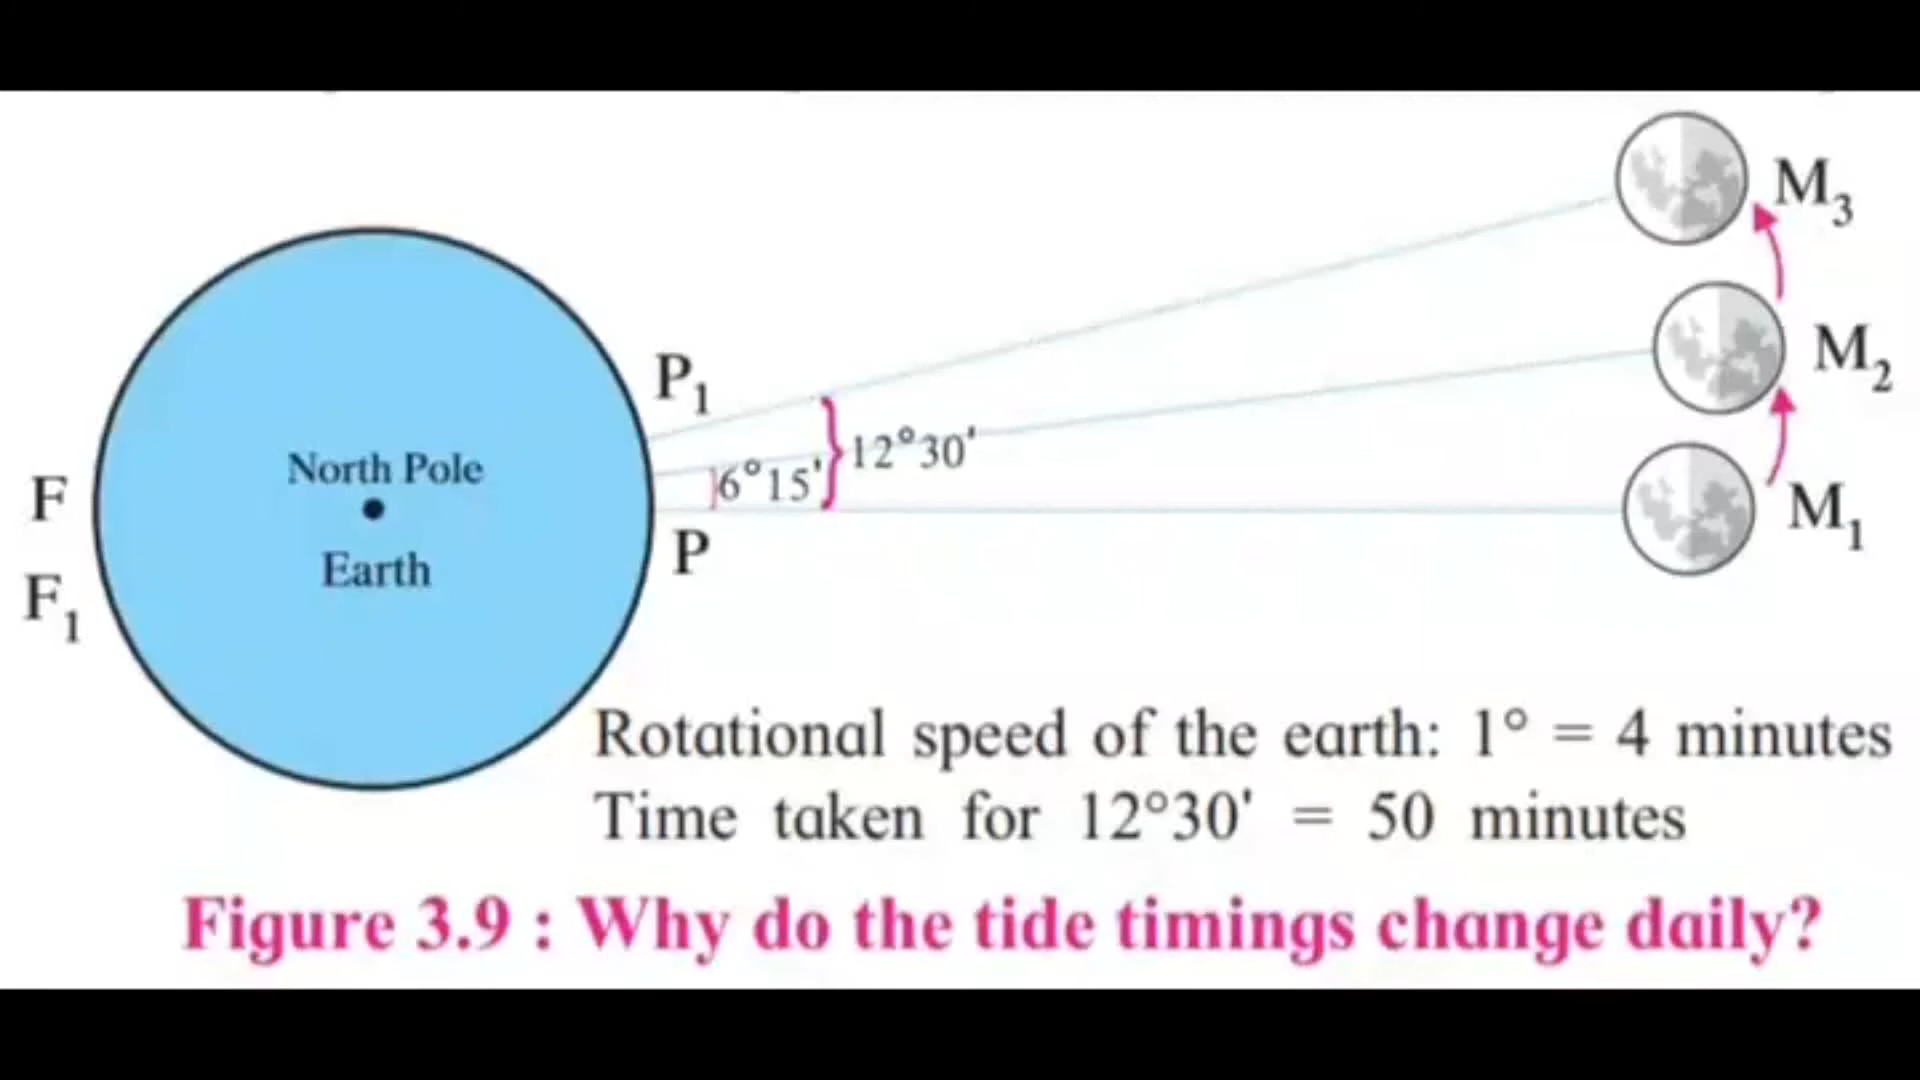 M₃
P₁
M₂
12°30'
6°15'
North Pole
F
M₁
P
Earth
F₁
Rotational speed of the earth: 1° = 4 minutes
Time taken for 12°30' = 50 minutes
Figure 3.9 : Why do the tide timings change daily?